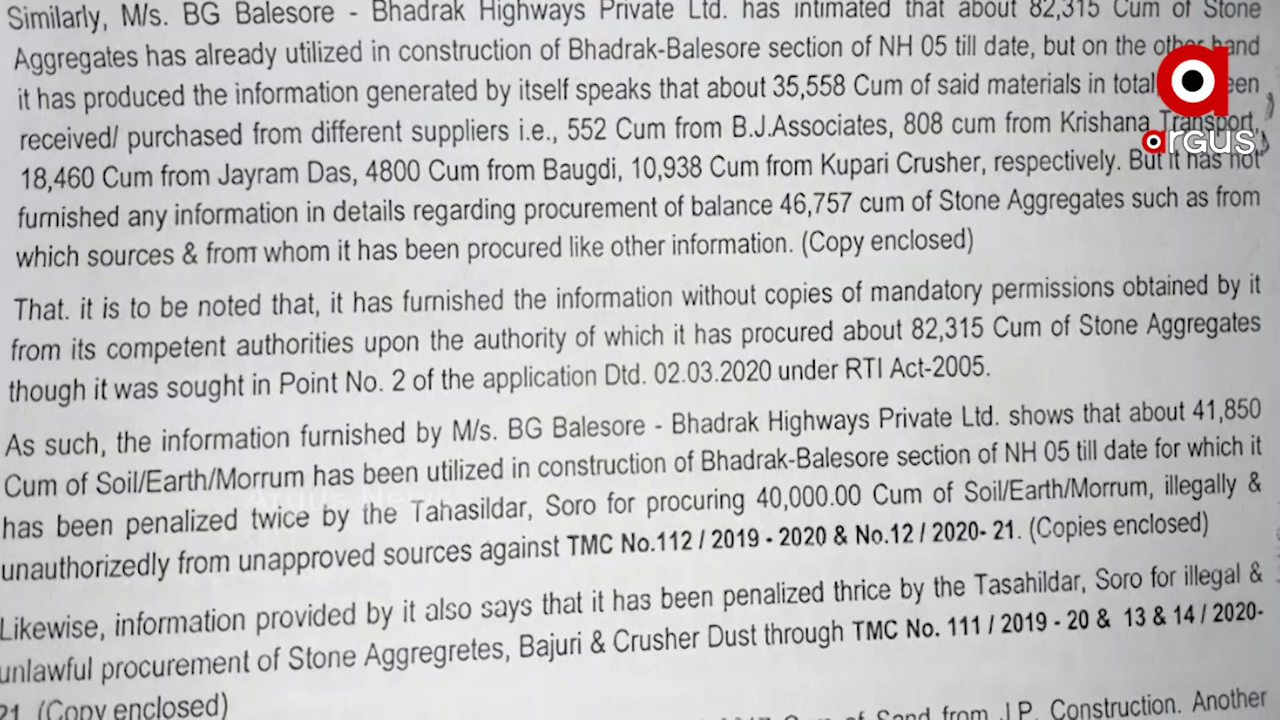 Similarly, M/s. BG Balesore - Bhadrak Highways Private Ltd. has intimated that about 82,315 Cum of Stone
Aggregates has already utilized in construction of Bhadrak-Balesore section of NH 05 till date, but on the other hand
it has produced the information generated by itself speaks that about 35,558 Cum of said materials in total
received/ purchased from different suppliers i.e., 552 Cum from B.J.Associates, 808 cum from Krishana Transport,
18,460 Cum from Jayram Das, 4800 Cum from Baugdi, 10,938 Cum from Kupari Crusher, respectively. But it has not
furnished any information in details regarding procurement of balance 46,757 cum of Stone Aggregates such as from
which sources & from whom it has been procured like other information. (Copy enclosed)
That. it is to be noted that, it has furnished the information without copies of mandatory permissions obtained by it
from its competent authorities upon the authority of which it has procured about 82,315 Cum of Stone Aggregates
though it was sought in Point No. 2 of the application Dtd. 02.03.2020 under RTI Act-2005.
As such, the information furnished by M/s. BG Balesore - Bhadrak Highways Private Ltd. shows that about 41,850
Cum of Soil/Earth/Morrum has been utilized in construction of Bhadrak-Balesore section of NH 05 till date for which it
has been penalized twice by the Tahasildar, Soro for procuring 40,000.00 Cum of Soil/Earth/Morrum, illegally &
unauthorizedly from unapproved sources against TMC No.112 / 2019 - 2020 & No.12 / 2020- 21. (Copies enclosed)
Likewise, information provided by it also says that it has been penalized thrice by the Tasahildar, Soro for illegal &
unlawful procurement of Stone Aggregretes, Bajuri & Crusher Dust through TMC No. 111 / 2019 - 20 & 13 & 14 / 2020-
21. (Copy enclosed)
of Sand from J.P. Construction. Another
argus
Argus News